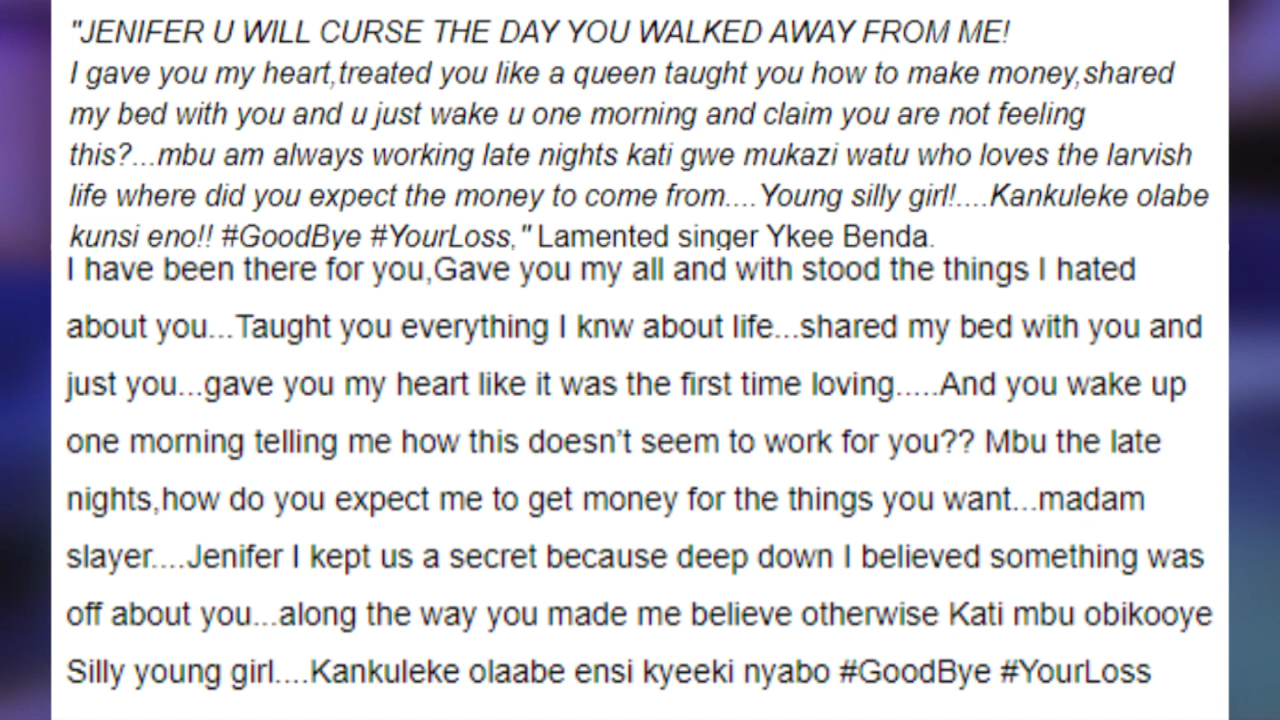 "JENIFER U WILL CURSE THE DAY YOU WALKED AWAY FROM ME!
I gave you my heart,treated you like a queen taught you how to make money,shared
my bed with you and u just wake u one morning and claim you are not feeling
this?...mbu am always working late nights kati gwe mukazi watu who loves the larvish
life where did you expect the money to come from....Young silly girl!....Kankuleke olabe
kunsi eno!! #GoodBye #YourLoss," Lamented singer Ykee Benda.
I have been there for you,Gave you my all and with stood the things I hated
about you...Taught you everything I knw about life...shared my bed with you and
just you...gave you my heart like it was the first time loving.....And you wake up
one morning telling me how this doesn't seem to work for you?? Mbu the late
nights,how do you expect me to get money for the things you want...madam
slayer....Jenifer I kept us a secret because deep down I believed something was
off about you...along the way you made me believe otherwise Kati mbu obikooye
Silly young girl....Kankuleke olaabe ensi kyeeki nyabo #GoodBye #YourLoss